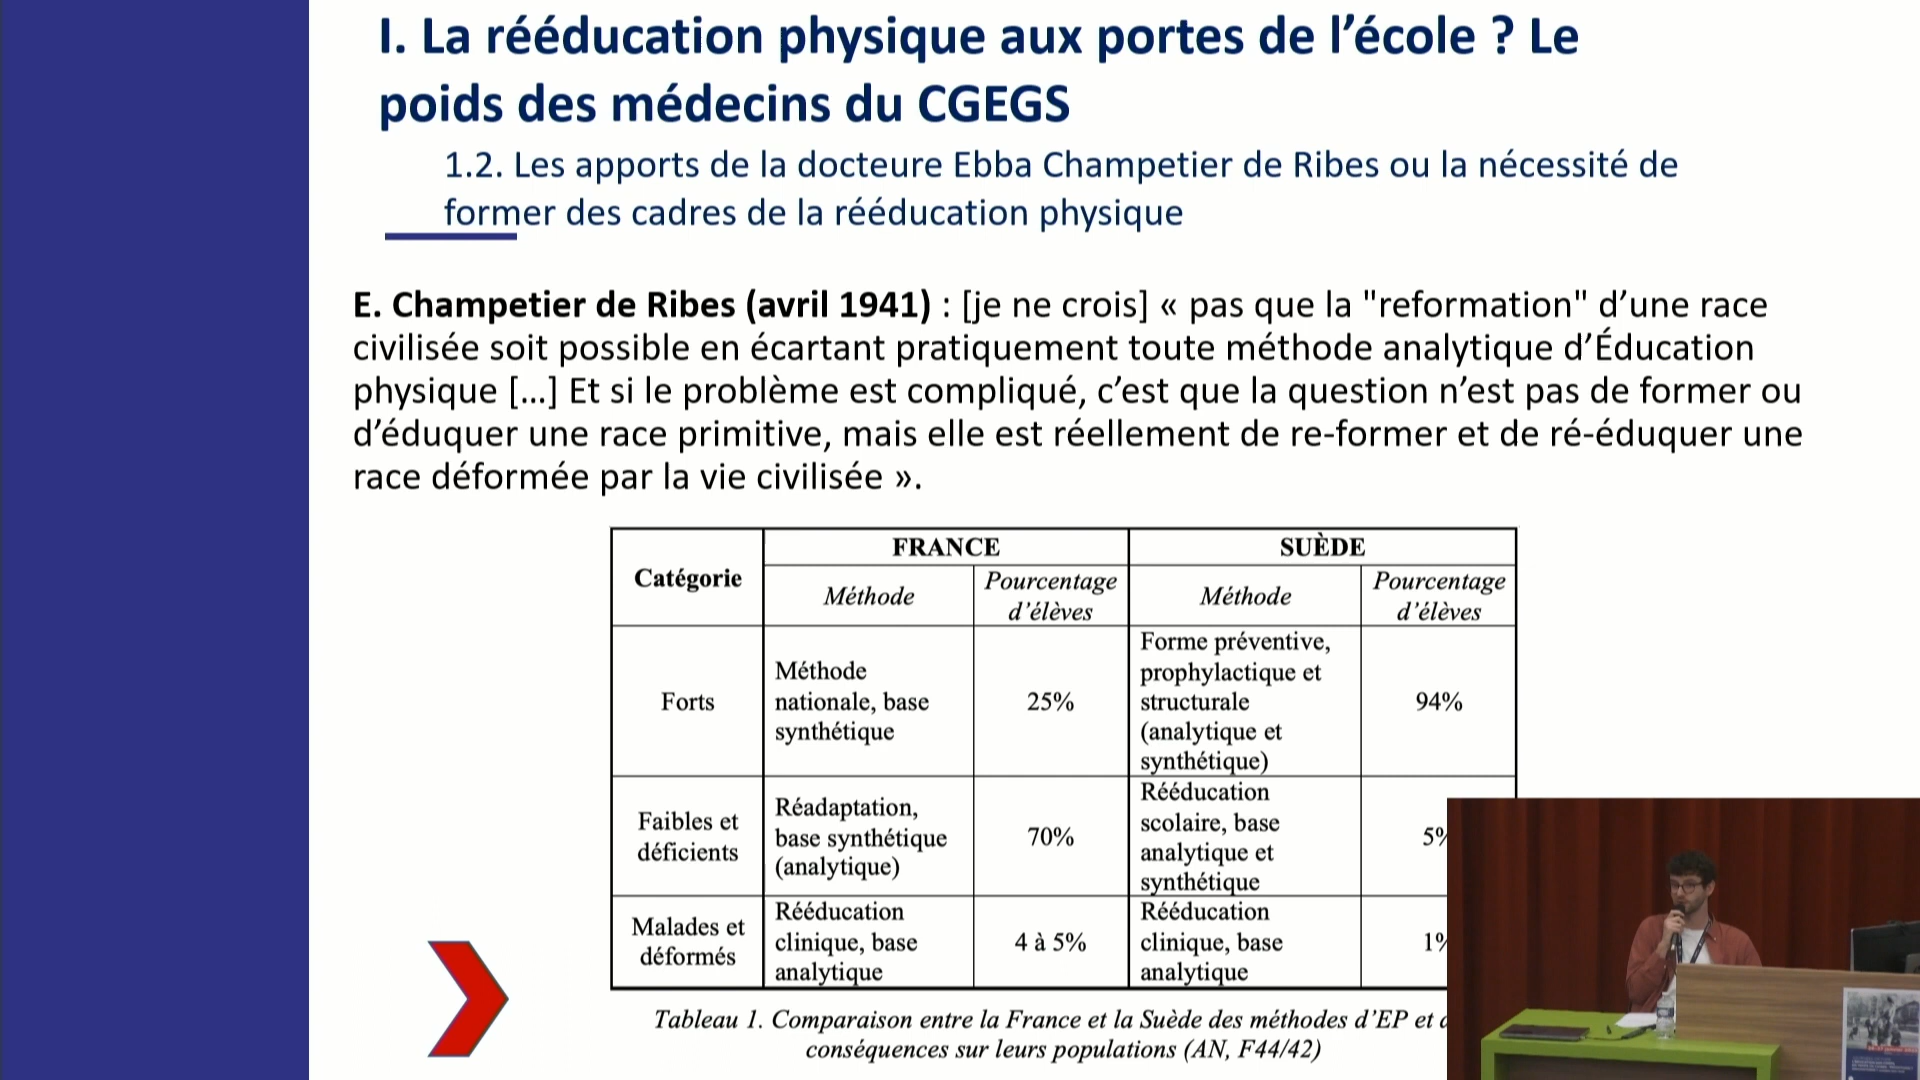 I. La rééducation physique aux portes de l’école ? Le
poids des médecins du CGEGS
1.2. Les apports de la docteure Ebba Champetier de Ribes ou la nécessité de
former des cadres de la rééducation physique
E. Champetier de Ribes (avril 1941) : [je ne crois] « pas que la "reformation" d’une race
civilisée soit possible en écartant pratiquement toute méthode analytique d’Éducation
physique […] Et si le problème est compliqué, c’est que la question n’est pas de former ou
d’éduquer une race primitive, mais elle est réellement de re-former et de ré-éduquer une
race déformée par la vie civilisée ».
Catégorie
FRANCE
SUÈDE
Méthode
Pourcentage
d’élèves
Méthode
Pourcentage
d’élèves
Forts
Méthode
nationale, base
synthétique
25%
Forme préventive,
prophylactique et
structurale
(analytique et
synthétique)
94%
Faibles et
déficients
Réadaptation,
base synthétique
(analytique)
70%
Rééducation
scolaire, base
analytique et
synthétique
5%
Malades et
déformés
Rééducation
clinique, base
analytique
4 à 5%
Rééducation
clinique, base
analytique
1%
Tableau 1. Comparaison entre la France et la Suède des méthodes d’EP et
conséquences sur leurs populations (AN, F44/42)